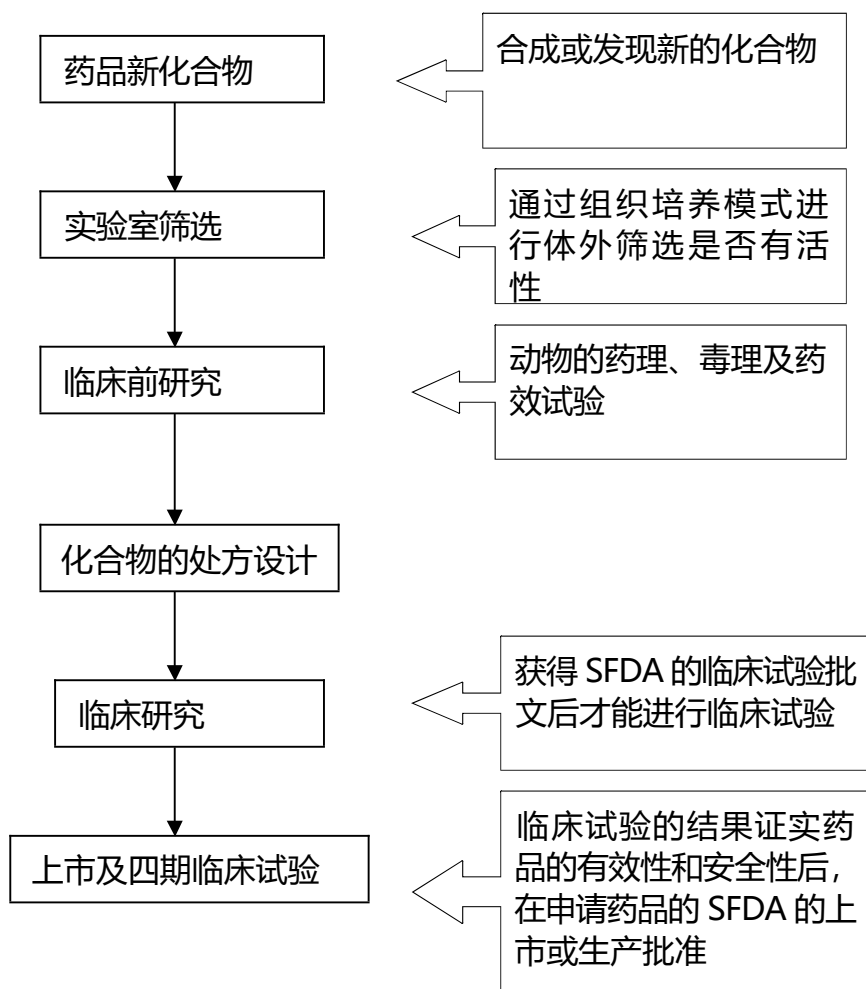 药品新化合物
合成或发现新的化合物
实验室筛选
通过组织培养模式进
行体外筛选是否有活
性
临床前研究
动物的药理、毒理及药
效试验
化合物的处方设计
临床研究
获得 SFDA 的临床试验批
文后才能进行临床试验
上市及四期临床试验
临床试验的结果证实药
品的有效性和安全性后，
在申请药品的 SFDA 的上
市或生产批准